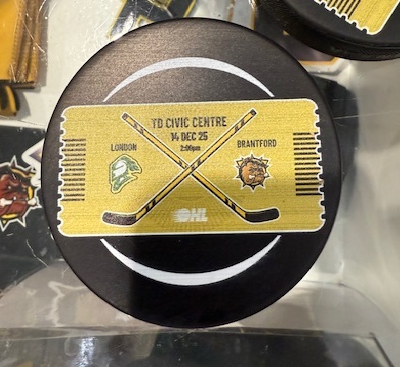 TD CIVIC CENTRE
14 DEC 25
2:00pm
LONDON
BRANTFORD
OHL